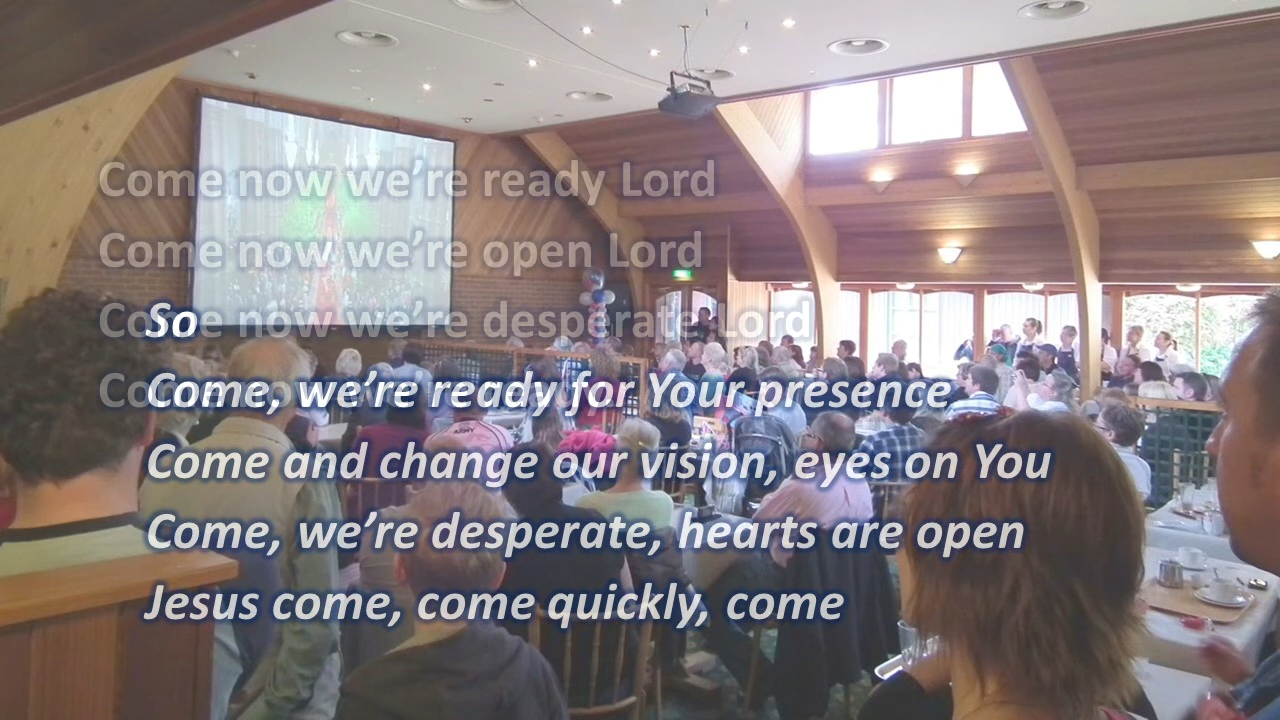 Come now we're ready Lord
Come now we're open Lord
Come now we're desperate Lord
So
Come, we're ready for Your presence
Come and change our vision, eyes on You
Come, we're desperate, hearts are open
Jesus come, come quickly, come